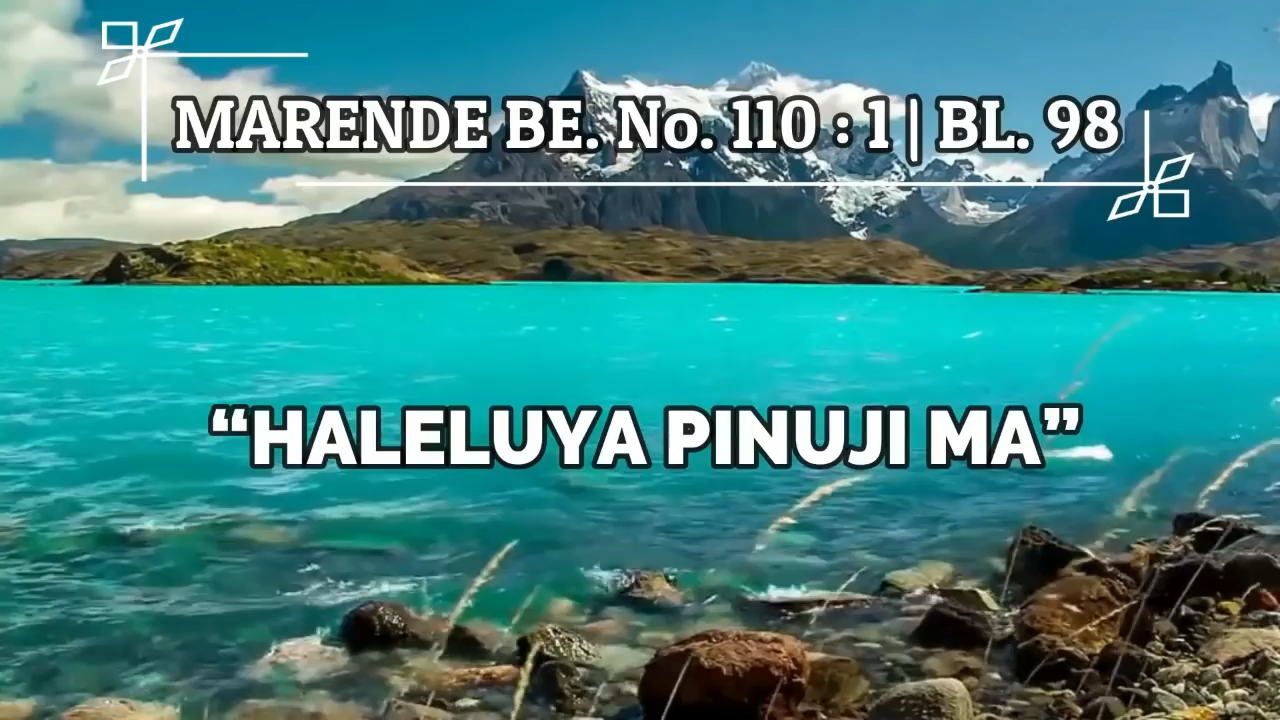 MARENDE BE. No. 110 : 1 | BL. 98
“HALELUYA PINUJI MA”